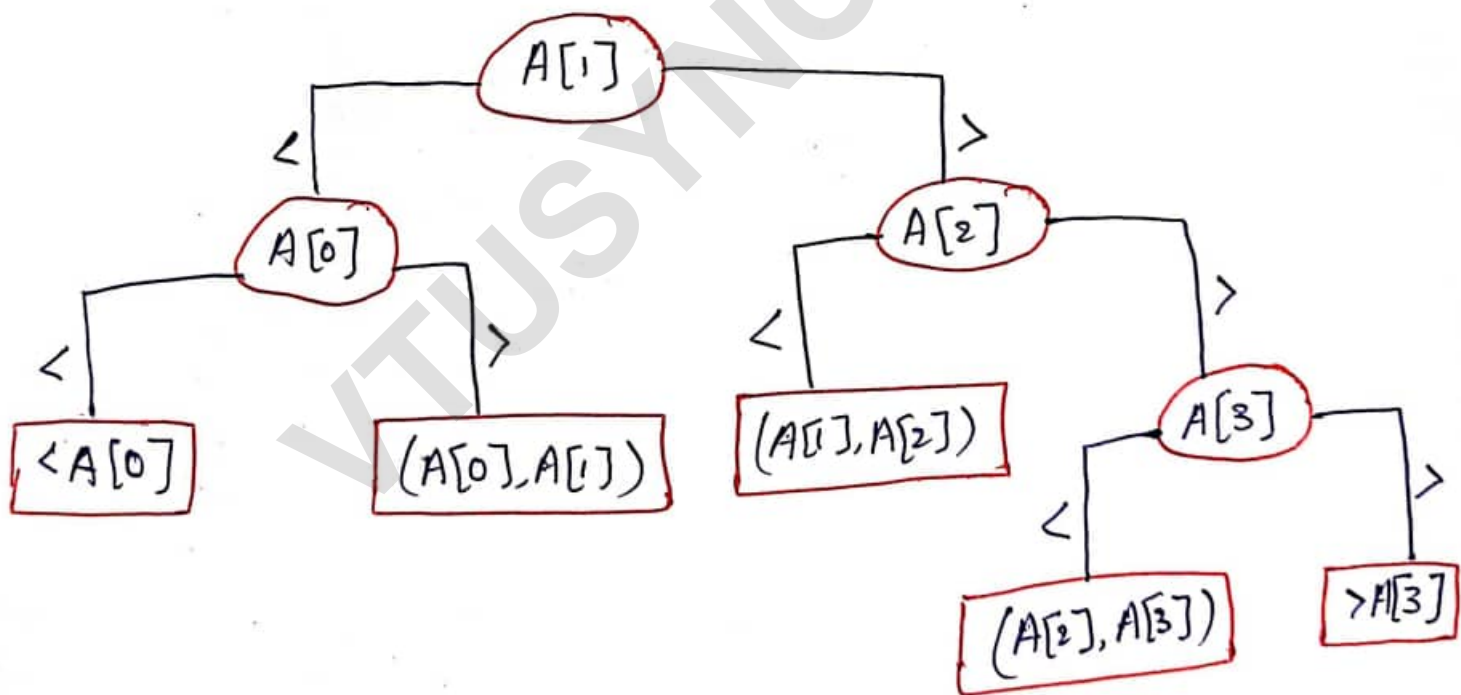 A[1]
<
>
A[0]
A[2]
<
>
<
>
<A[0]
(A[0],A[1])
(A[1],A[2])
A[3]
<
>
(A[2],A[3])
>A[3]
VTUSYNC